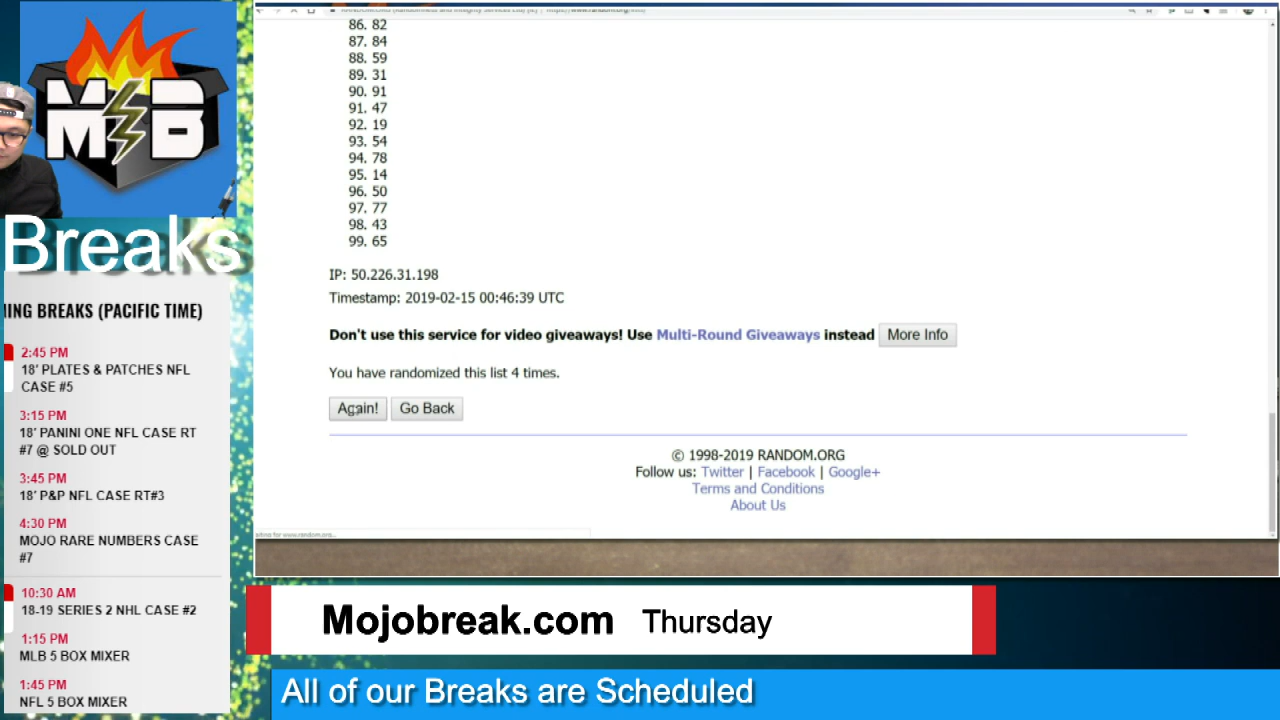 86. 82
87. 84
88. 59
89. 31
90. 91
91. 47
92. 19
93. 54
94. 78
95. 14
96. 50
97. 77
98. 43
99. 65
IP: 50.226.31.198
Timestamp: 2019-02-15 00:46:39 UTC
Don't use this service for video giveaways! Use Multi-Round Giveaways instead More Info
You have randomized this list 4 times.
Again! Go Back
© 1998-2019 RANDOM.ORG
Follow us: Twitter | Facebook | Google+
Terms and Conditions
About Us
aiting for www.random.org...
M B
Breaks
NING BREAKS (PACIFIC TIME)
2:45 PM
18' PLATES & PATCHES NFL
CASE #5
3:15 PM
18' PANINI ONE NFL CASE RT
#7 @ SOLD OUT
3:45 PM
18' P&P NFL CASE RT#3
4:30 PM
MOJO RARE NUMBERS CASE
#7
10:30 AM
18-19 SERIES 2 NHL CASE #2
1:15 PM
MLB 5 BOX MIXER
1:45 PM
NFL 5 BOX MIXER
Mojobreak.com Thursday
All of our Breaks are Scheduled